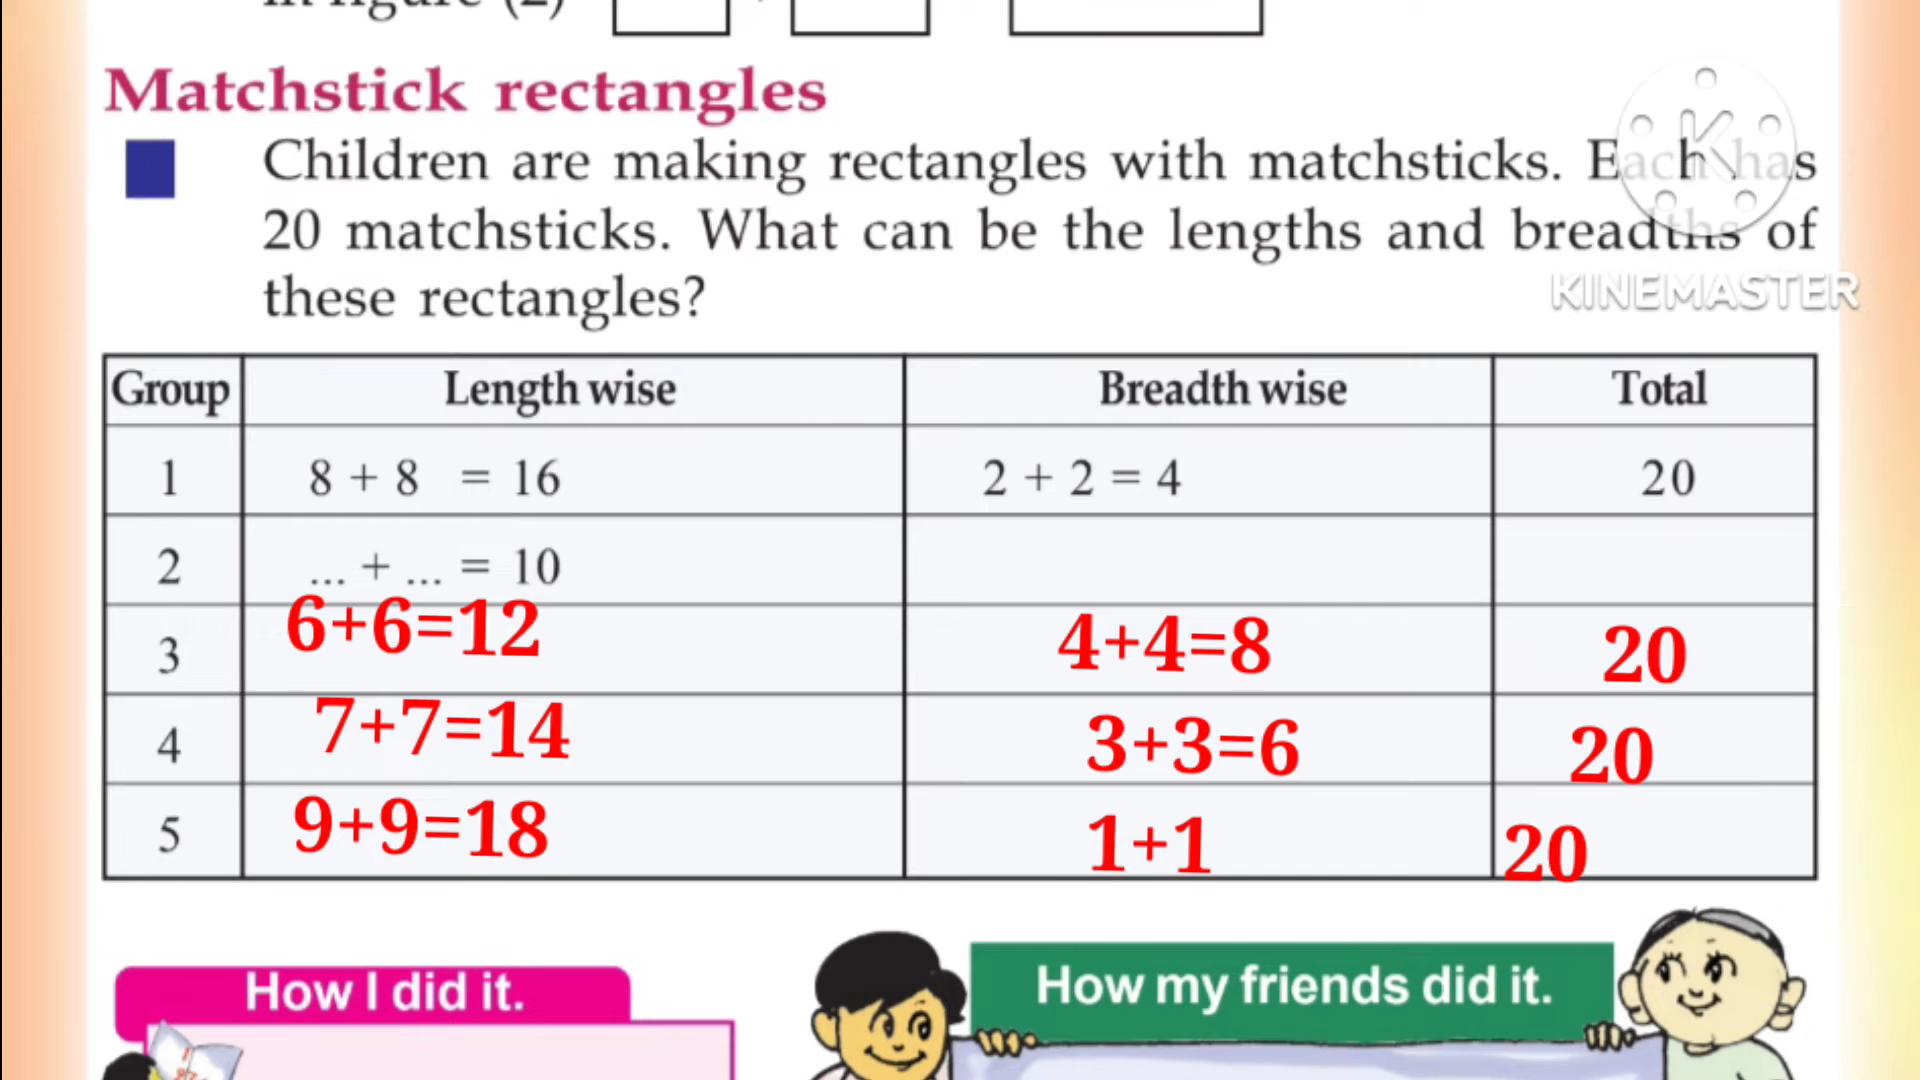 in figure (2)
Matchstick rectangles
Children are making rectangles with matchsticks. Each has
20 matchsticks. What can be the lengths and breadths of
these rectangles?
KINEMASTER
Group Length wise Breadth wise Total
1 8 + 8 = 16 2 + 2 = 4 20
2 ... + ... = 10
3 6+6=12 4+4=8 20
4 7+7=14 3+3=6 20
5 9+9=18 1+1 20
How I did it.
How my friends did it.